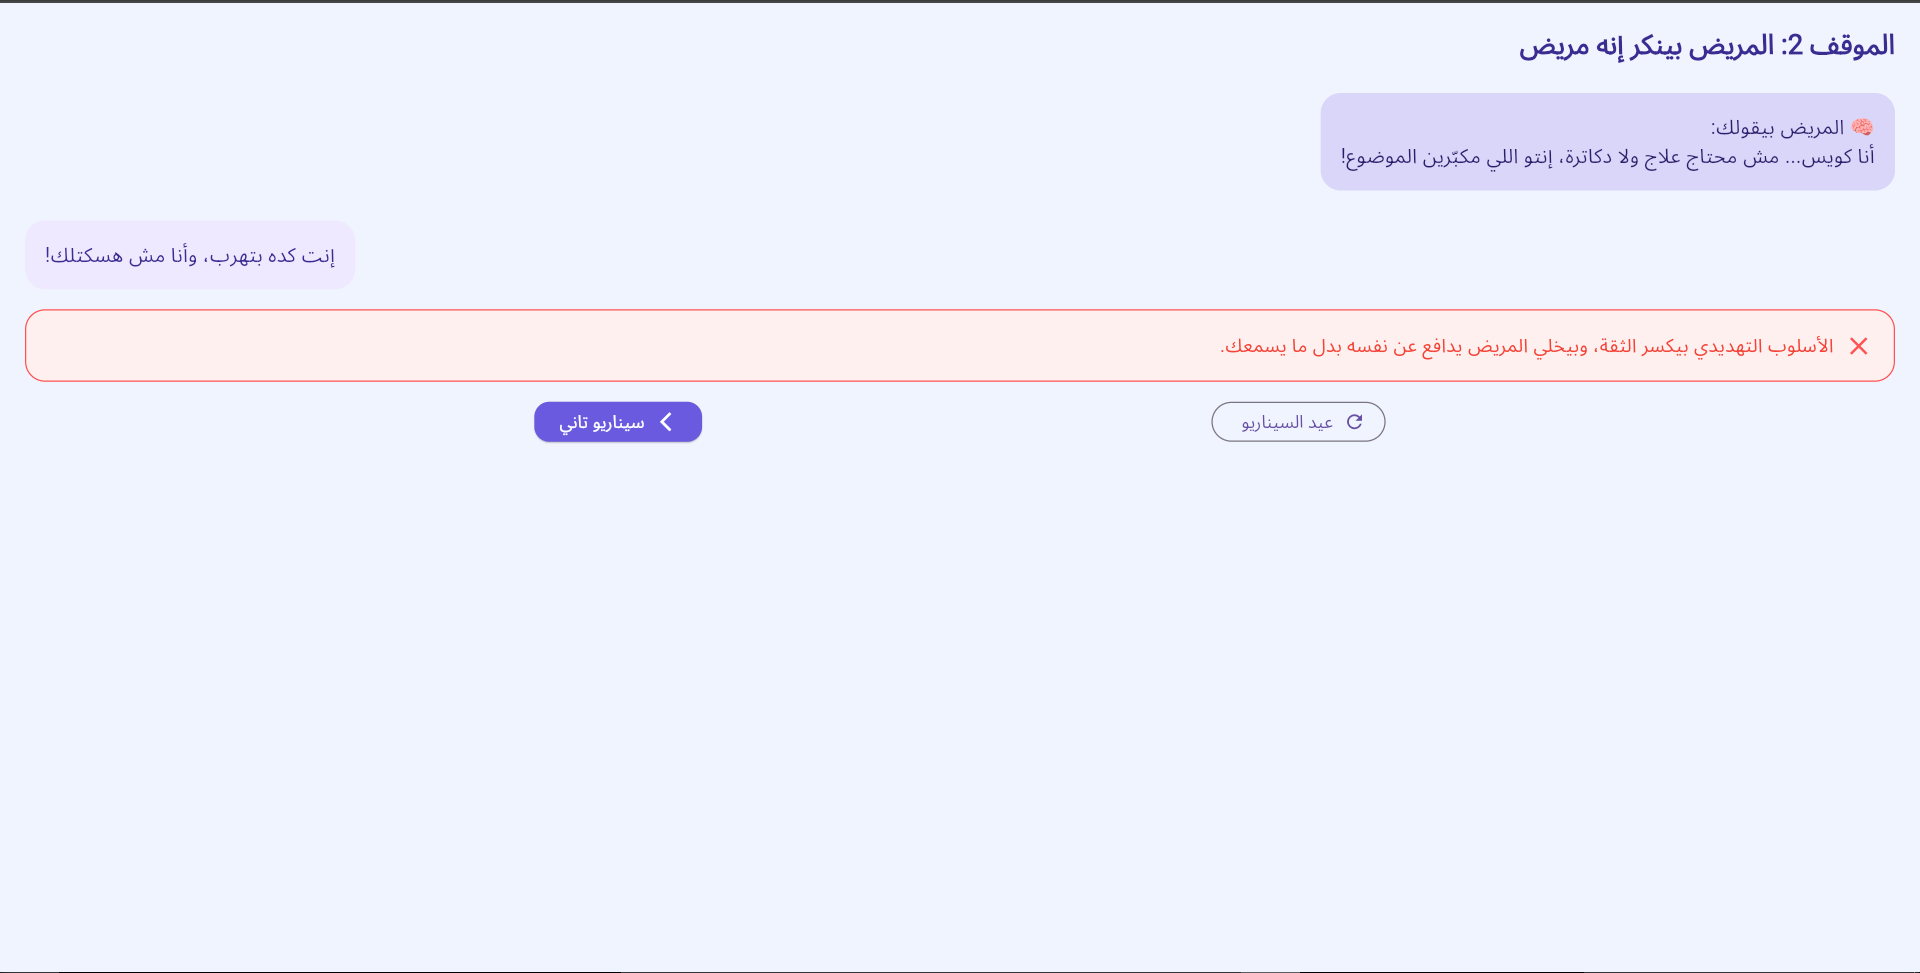 الموقف 2: المريض بينكر إنه مريض
🧠 المريض بيقولك:
أنا كويس... مش محتاج علاج ولا دكاترة، إنتو اللي مكبّرين الموضوع!
إنت كده بتهرب، وأنا مش هسكتلك!
الأسلوب التهديدي بيكسر الثقة، وبيخلي المريض يدافع عن نفسه بدل ما يسمعك.
عيد السيناريو
سيناريو تاني